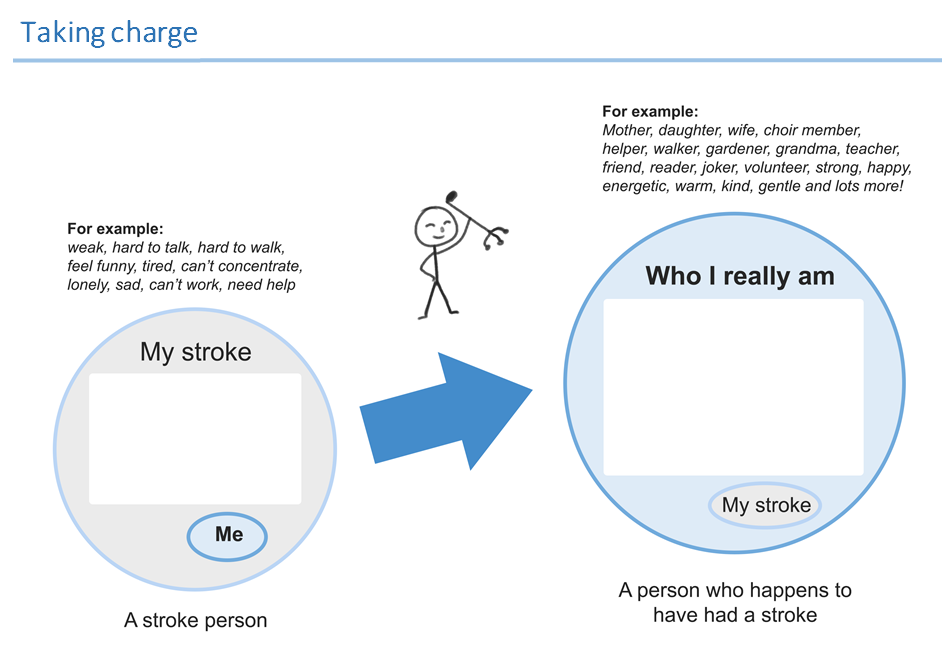 Taking charge
For example:
weak, hard to talk, hard to walk,
feel funny, tired, can’t concentrate,
lonely, sad, can’t work, need help
My stroke
Me
A stroke person
For example:
Mother, daughter, wife, choir member,
helper, walker, gardener, grandma, teacher,
friend, reader, joker, volunteer, strong, happy,
energetic, warm, kind, gentle and lots more!
Who I really am
My stroke
A person who happens to
have had a stroke